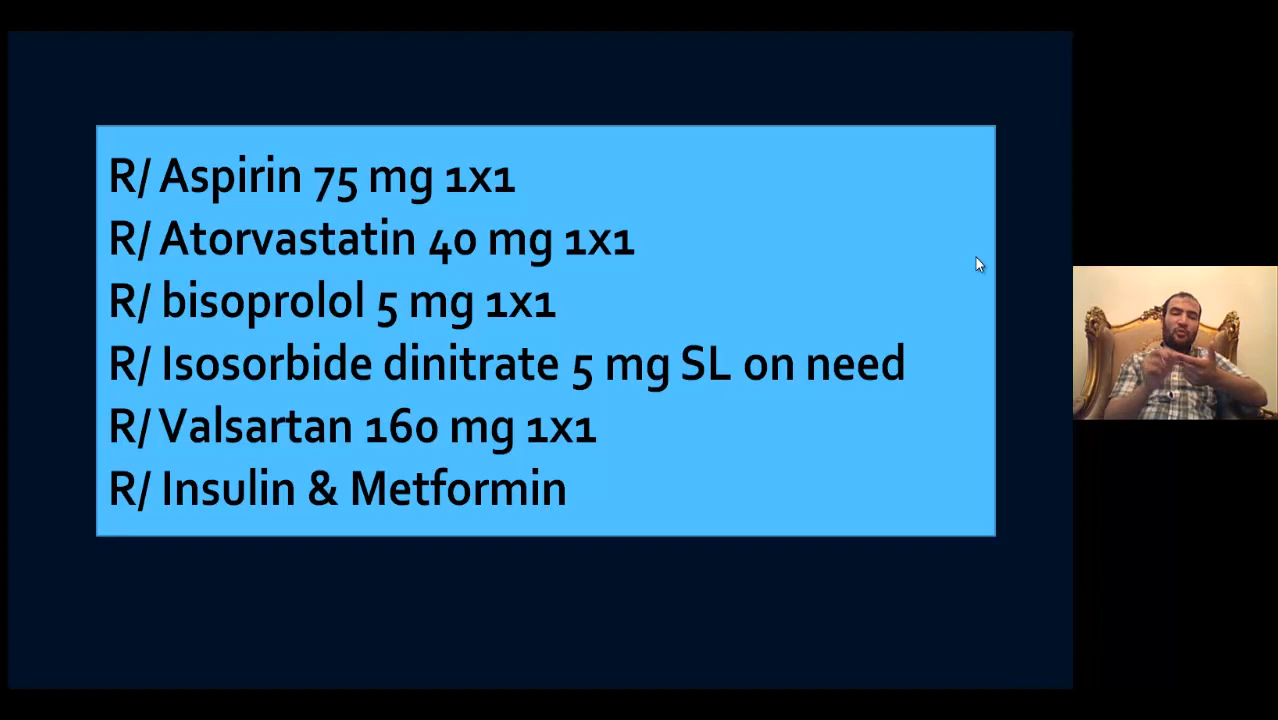 R/ Aspirin 75 mg 1x1
R/ Atorvastatin 40 mg 1x1
R/ bisoprolol 5 mg 1x1
R/ Isosorbide dinitrate 5 mg SL on need
R/ Valsartan 160 mg 1x1
R/ Insulin & Metformin